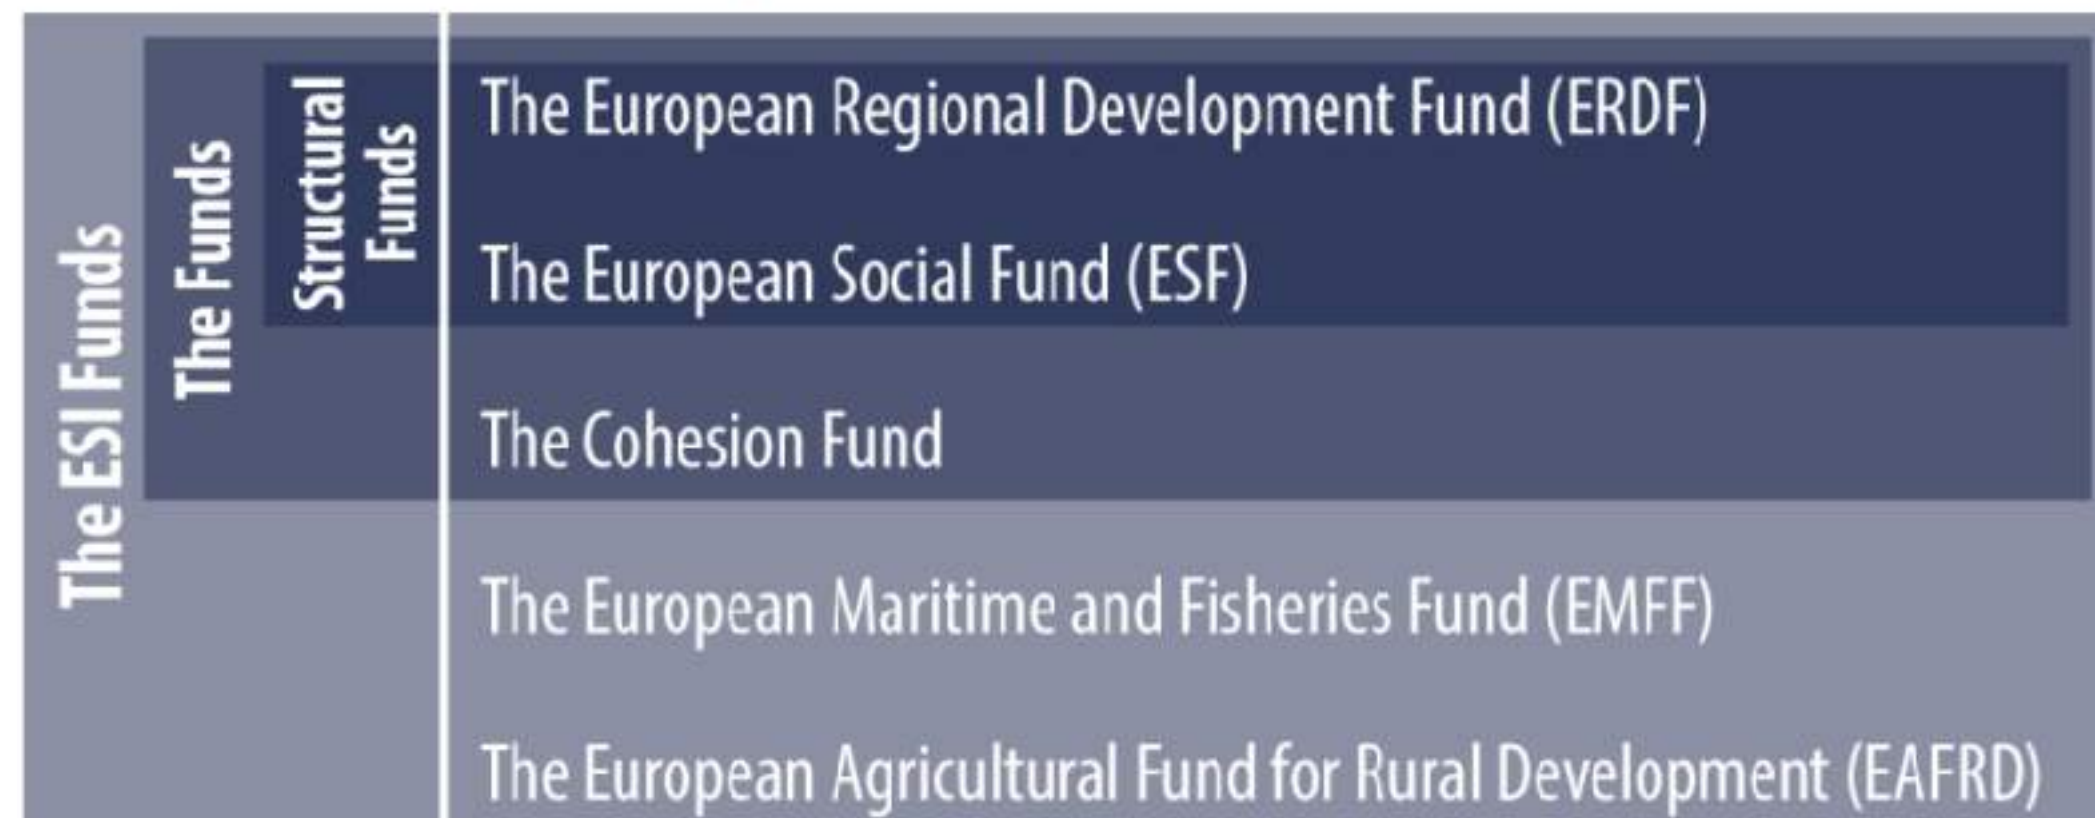 The ESI Funds
The Funds
Structural
Funds
The European Regional Development Fund (ERDF)
The European Social Fund (ESF)
The Cohesion Fund
The European Maritime and Fisheries Fund (EMFF)
The European Agricultural Fund for Rural Development (EAFRD)